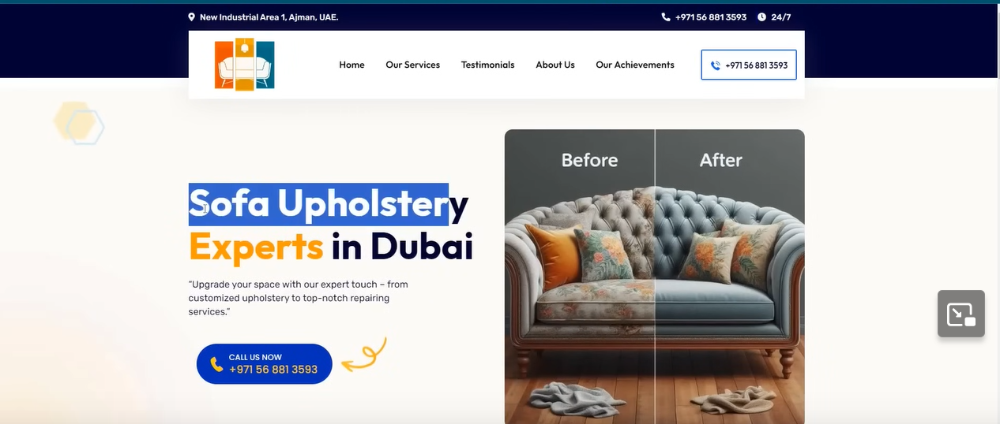 New Industrial Area 1, Ajman, UAE.
+971 56 881 3593
24/7
Home
Our Services
Testimonials
About Us
Our Achievements
+971 56 881 3593
Before
After
Sofa Upholstery
Experts in Dubai
“Upgrade your space with our expert touch – from
customized upholstery to top-notch repairing
services.”
CALL US NOW
+971 56 881 3593